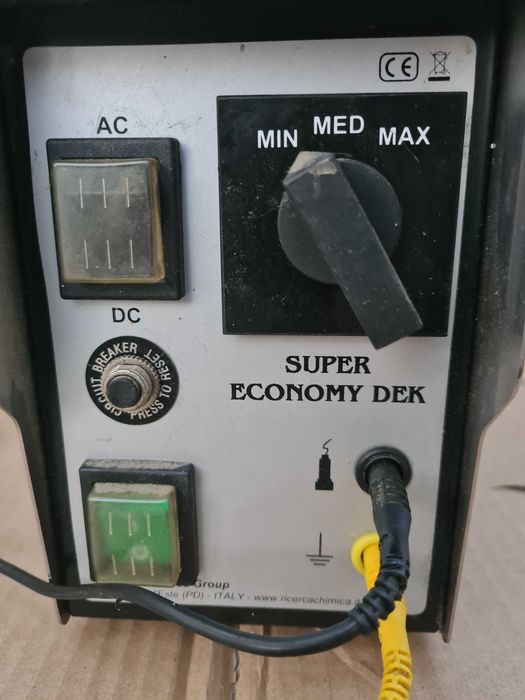 CE
AC
MIN MED MAX
DC
CIRCUIT BREAKER
PRESS TO RESET
SUPER
ECONOMY DEK
Group
l'Este (PD) - ITALY - www.ricercachimica.i